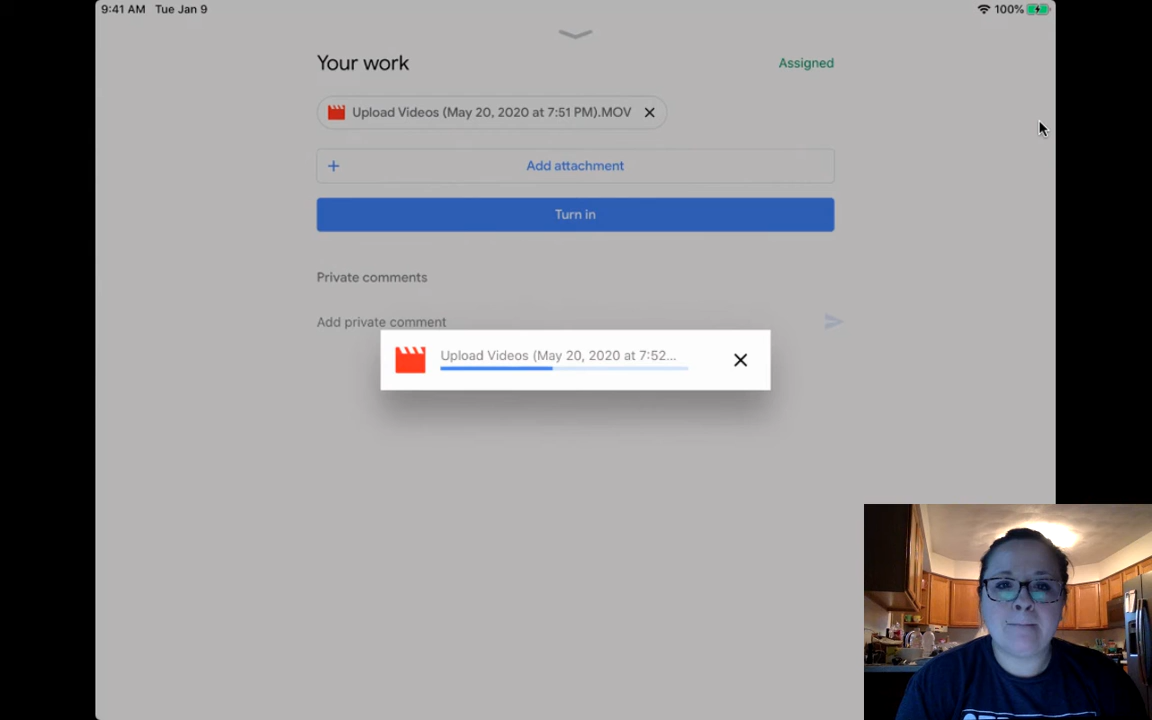 9:41 AM Tue Jan 9
100%
Your work
Assigned
Upload Videos (May 20, 2020 at 7:51 PM).MOV
Add attachment
Turn in
Private comments
Add private comment
Upload Videos (May 20, 2020 at 7:52...